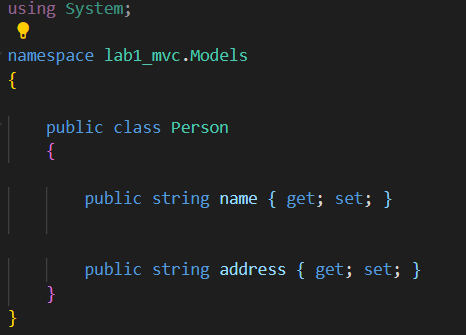 using System;
namespace lab1_mvc.Models
{
public class Person
{
public string name { get; set; }
public string address { get; set; }
}
}